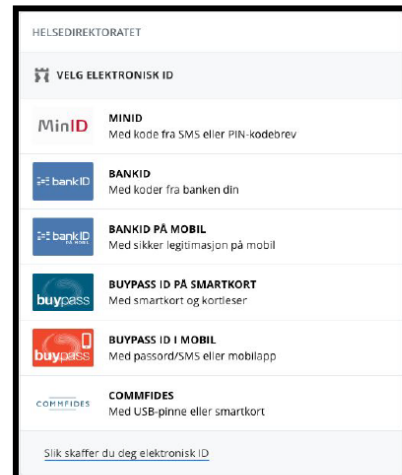 HELSEDIREKTORATET
VELG ELEKTRONISK ID
MinID
MINID
Med kode fra SMS eller PIN-kodebrev
bankID
BANKID
Med koder fra banken din
bankID
PÅ MOBIL
BANKID PÅ MOBIL
Med sikker legitimasjon på mobil
buypass
BUYPASS ID PÅ SMARTKORT
Med smartkort og kortleser
buypass
BUYPASS ID I MOBIL
Med passord/SMS eller mobilapp
COMMFIDES
COMMFIDES
Med USB-pinne eller smartkort
Slik skaffer du deg elektronisk ID